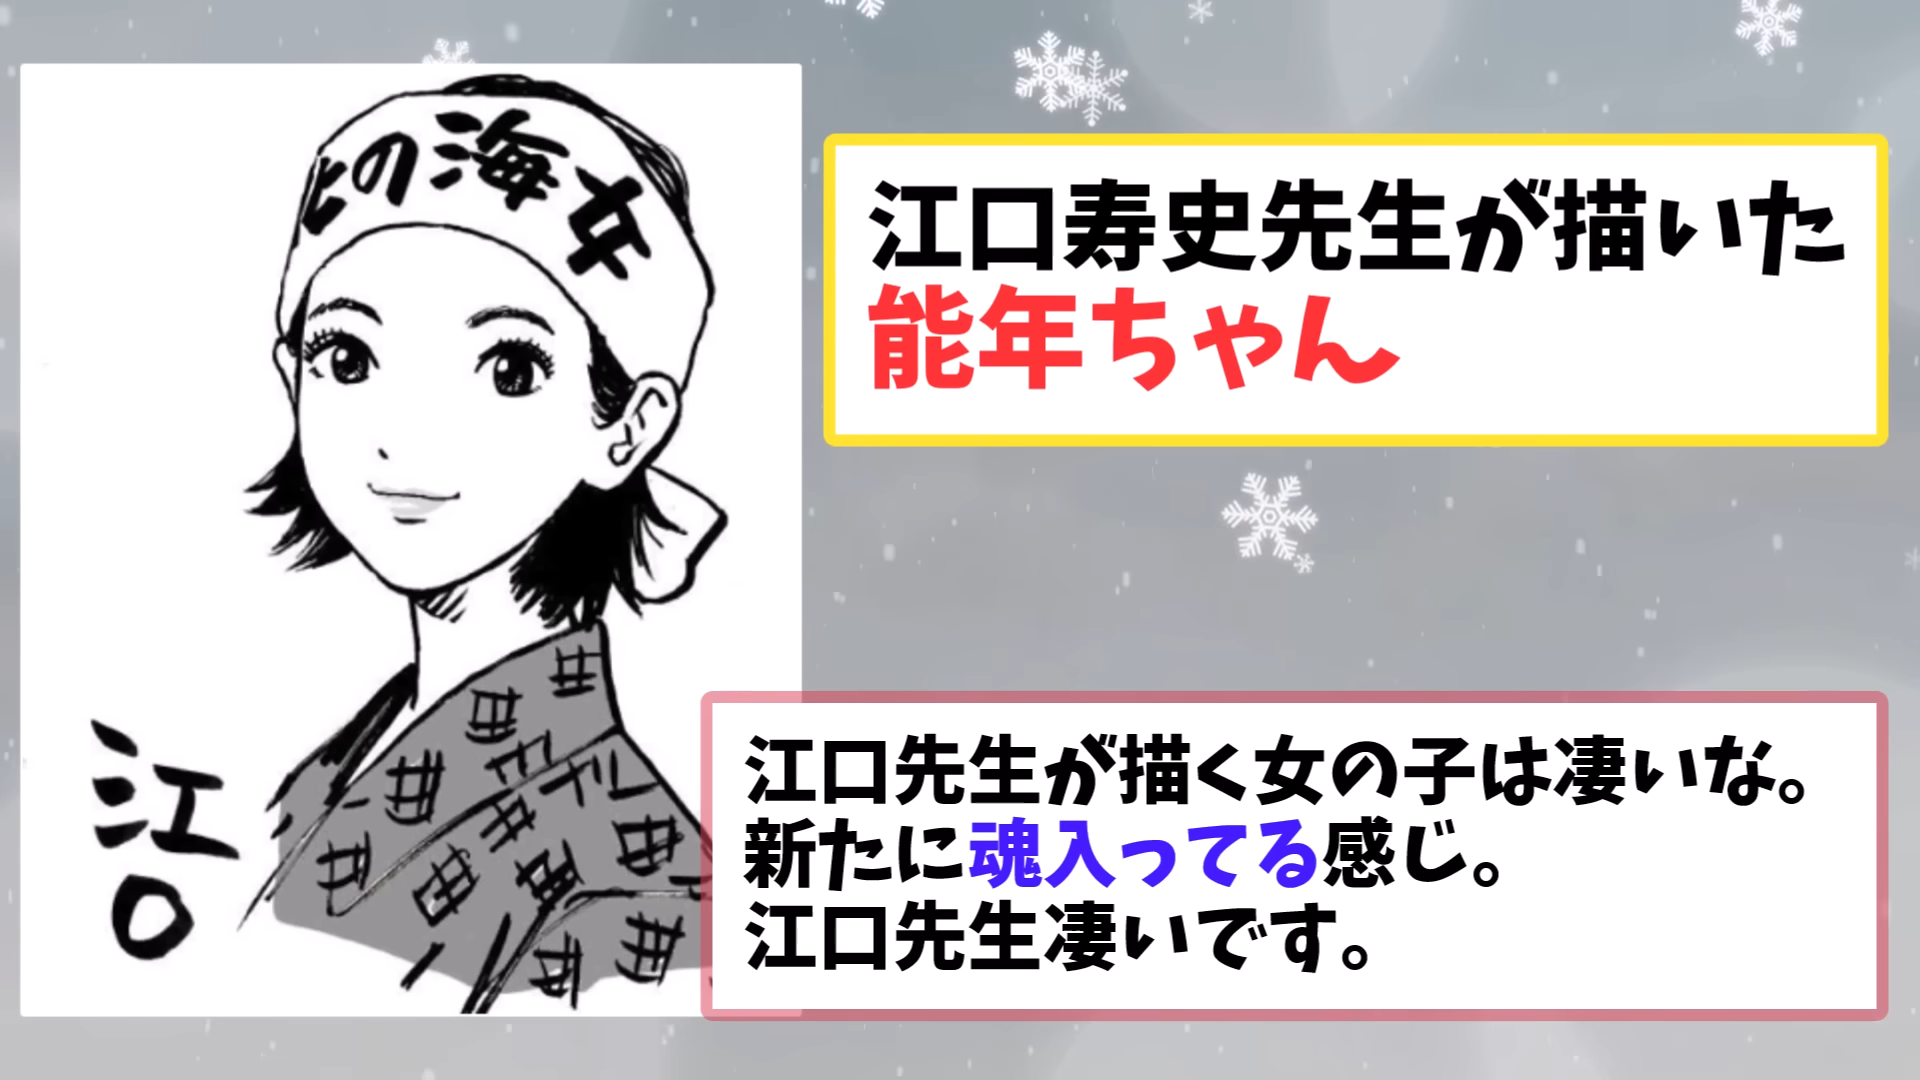 の海女
江口寿史先生が描いた
能年ちゃん
江口
江口先生が描く女の子は凄いな。
新たに魂入ってる感じ。
江口先生凄いです。